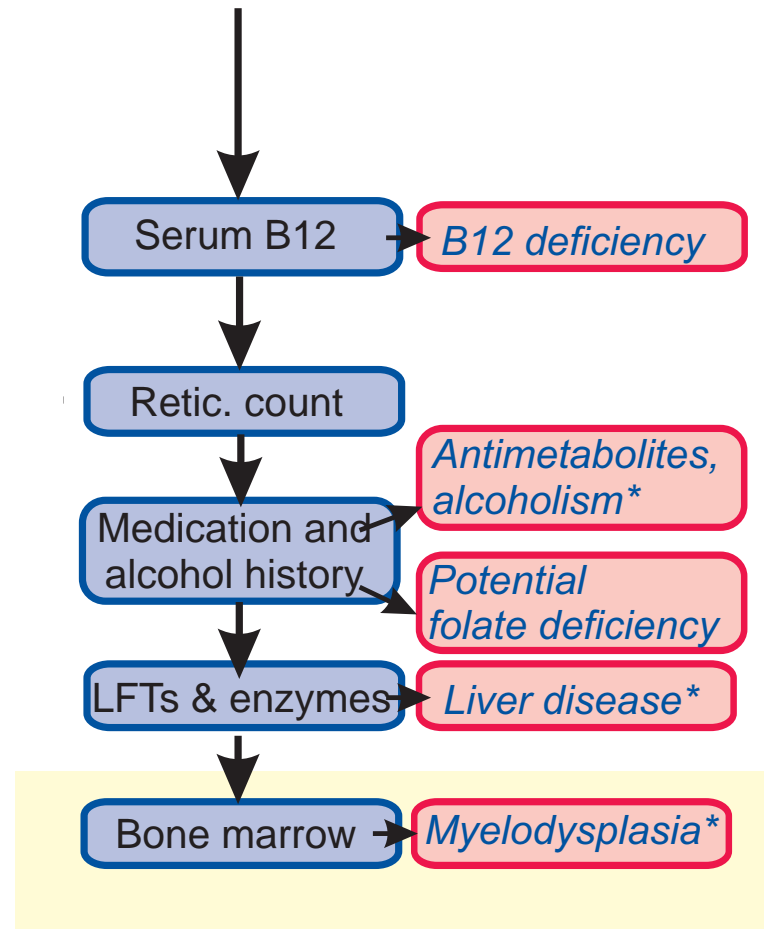 Serum B12
B12 deficiency
Retic. count
Antimetabolites,
alcoholism*
Medication and
alcohol history
Potential
folate deficiency
LFTs & enzymes
Liver disease*
Bone marrow
Myelodysplasia*